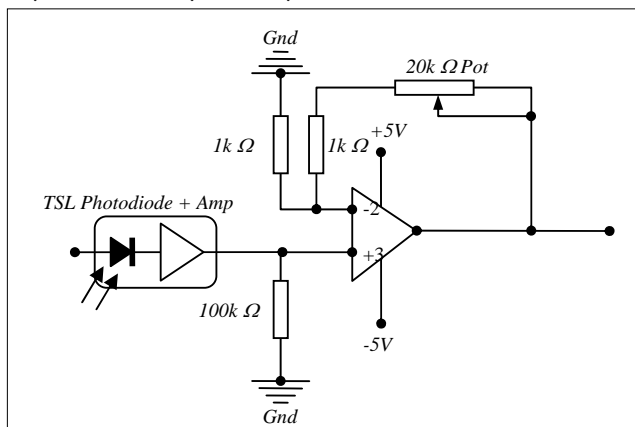 Gnd
20k Ω Pot
+5V
1k Ω
1k Ω
TSL Photodiode + Amp
-2
+3
100k Ω
-5V
Gnd